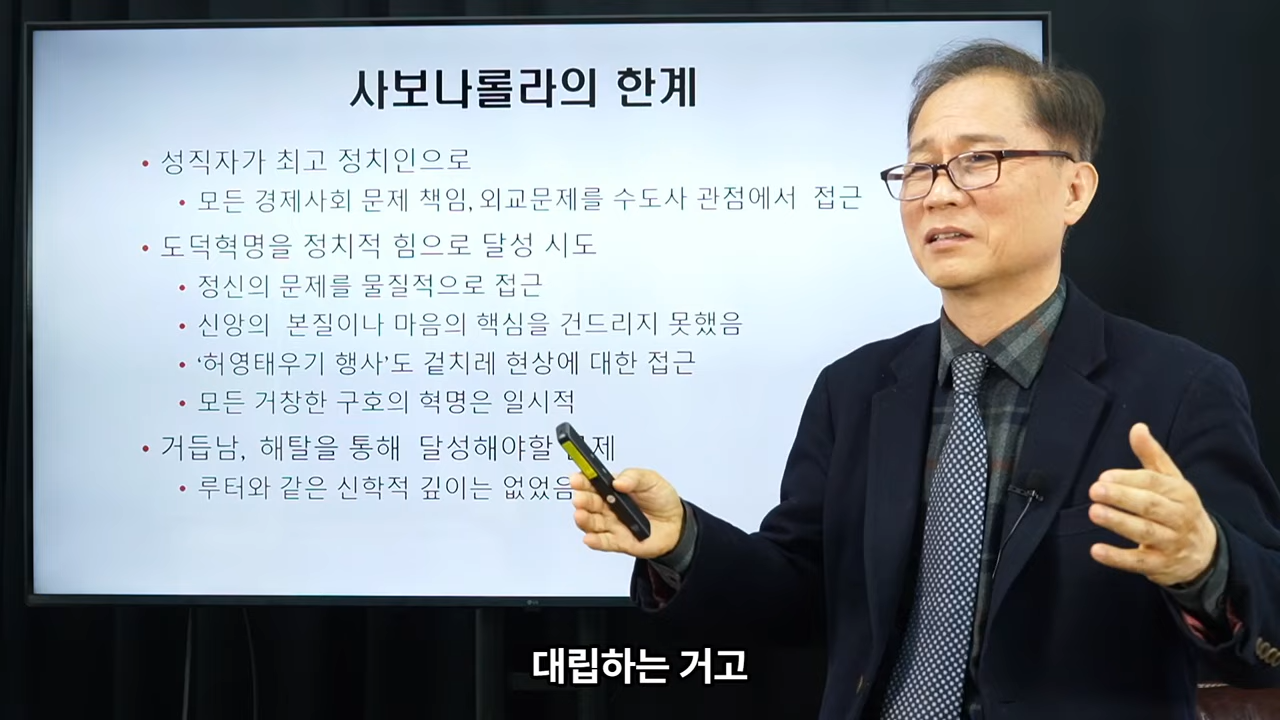 사보나롤라의 한계
• 성직자가 최고 정치인으로
• 모든 경제사회 문제 책임, 외교문제를 수도사 관점에서 접근
• 도덕혁명을 정치적 힘으로 달성 시도
• 정신의 문제를 물질적으로 접근
• 신앙의 본질이나 마음의 핵심을 건드리지 못했음
• ‘허영태우기 행사’도 겉치레 현상에 대한 접근
• 모든 거창한 구호의 혁명은 일시적
• 거듭남, 해탈을 통해 달성해야할 제
• 루터와 같은 신학적 깊이는 없었음
LG
대립하는 거고